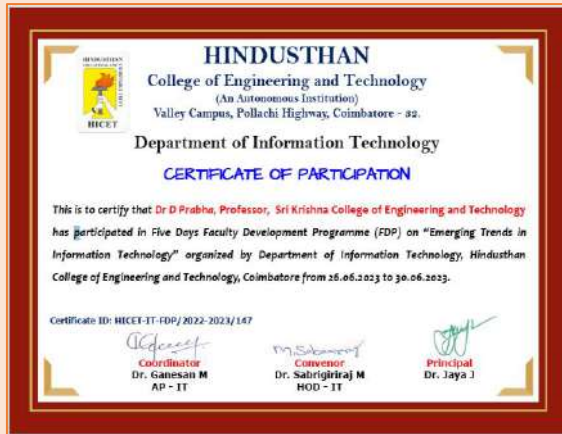 HINDUSTHAN
College of Engineering and Technology
(An Autonomous Institution)
Valley Campus, Pollachi Highway, Coimbatore - 32.
HICET
Department of Information Technology
CERTIFICATE OF PARTICIPATION
This is to certify that Dr D Prabha, Professor, Sri Krishna College of Engineering and Technology
has participated in Five Days Faculty Development Programme (FDP) on “Emerging Trends in
Information Technology” organized by Department of Information Technology, Hindusthan
College of Engineering and Technology, Coimbatore from 26.06.2023 to 30.06.2023.
Certificate ID: HICET-IT-FDP/2022-2023/147
Coordinator
Dr. Ganesan M
AP - IT
Convenor
Dr. Sabrigiriraj M
HOD - IT
Principal
Dr. Jaya J